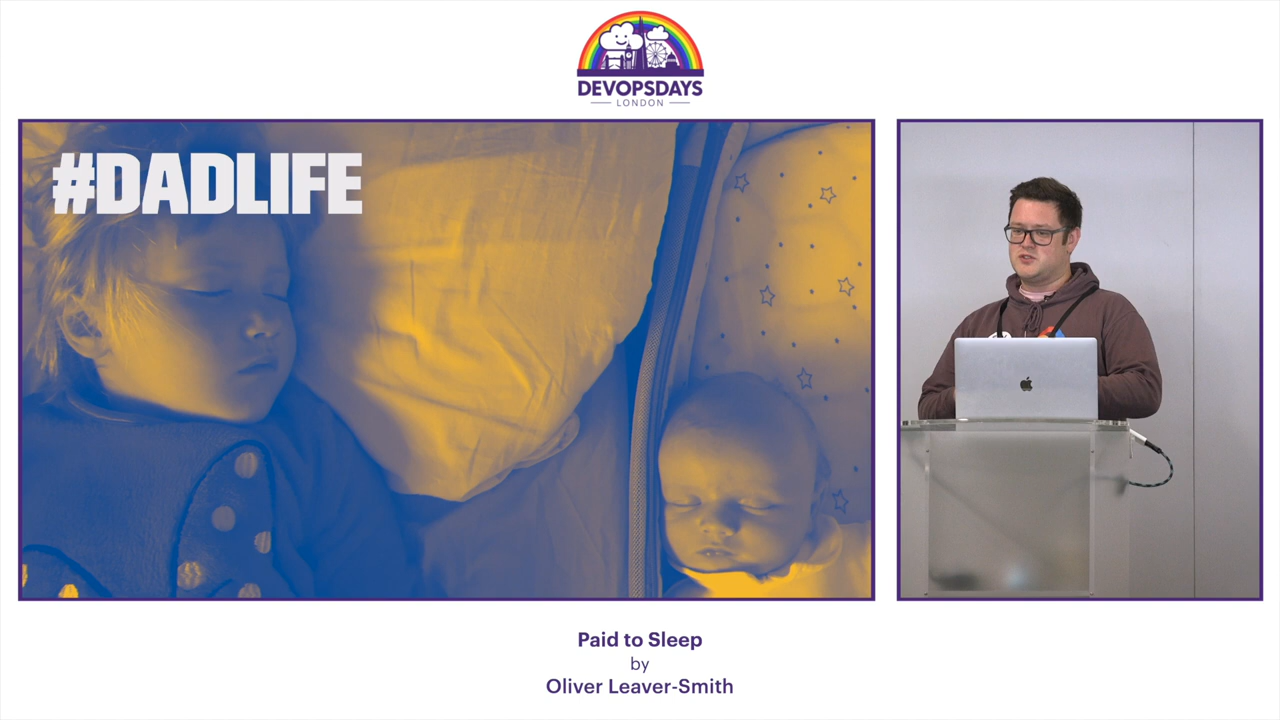 DEVOPSDAYS
LONDON
#DADLIFE
Paid to Sleep
by
Oliver Leaver-Smith